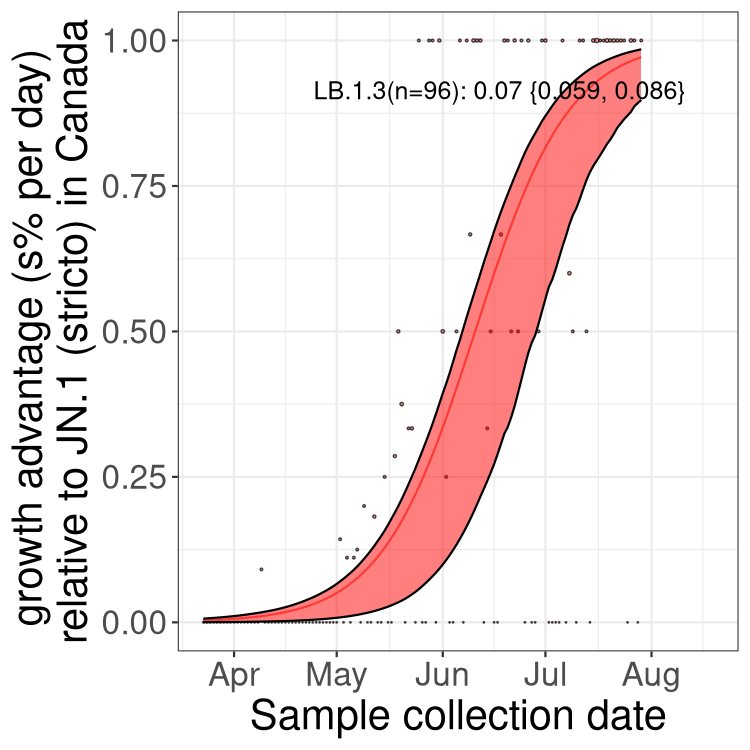 growth advantage (s% per day)
relative to JN.1 (stricto) in Canada
1.00
0.75
0.50
0.25
0.00
LB.1.3(n=96): 0.07 {0.059, 0.086}
Apr May Jun Jul Aug
Sample collection date